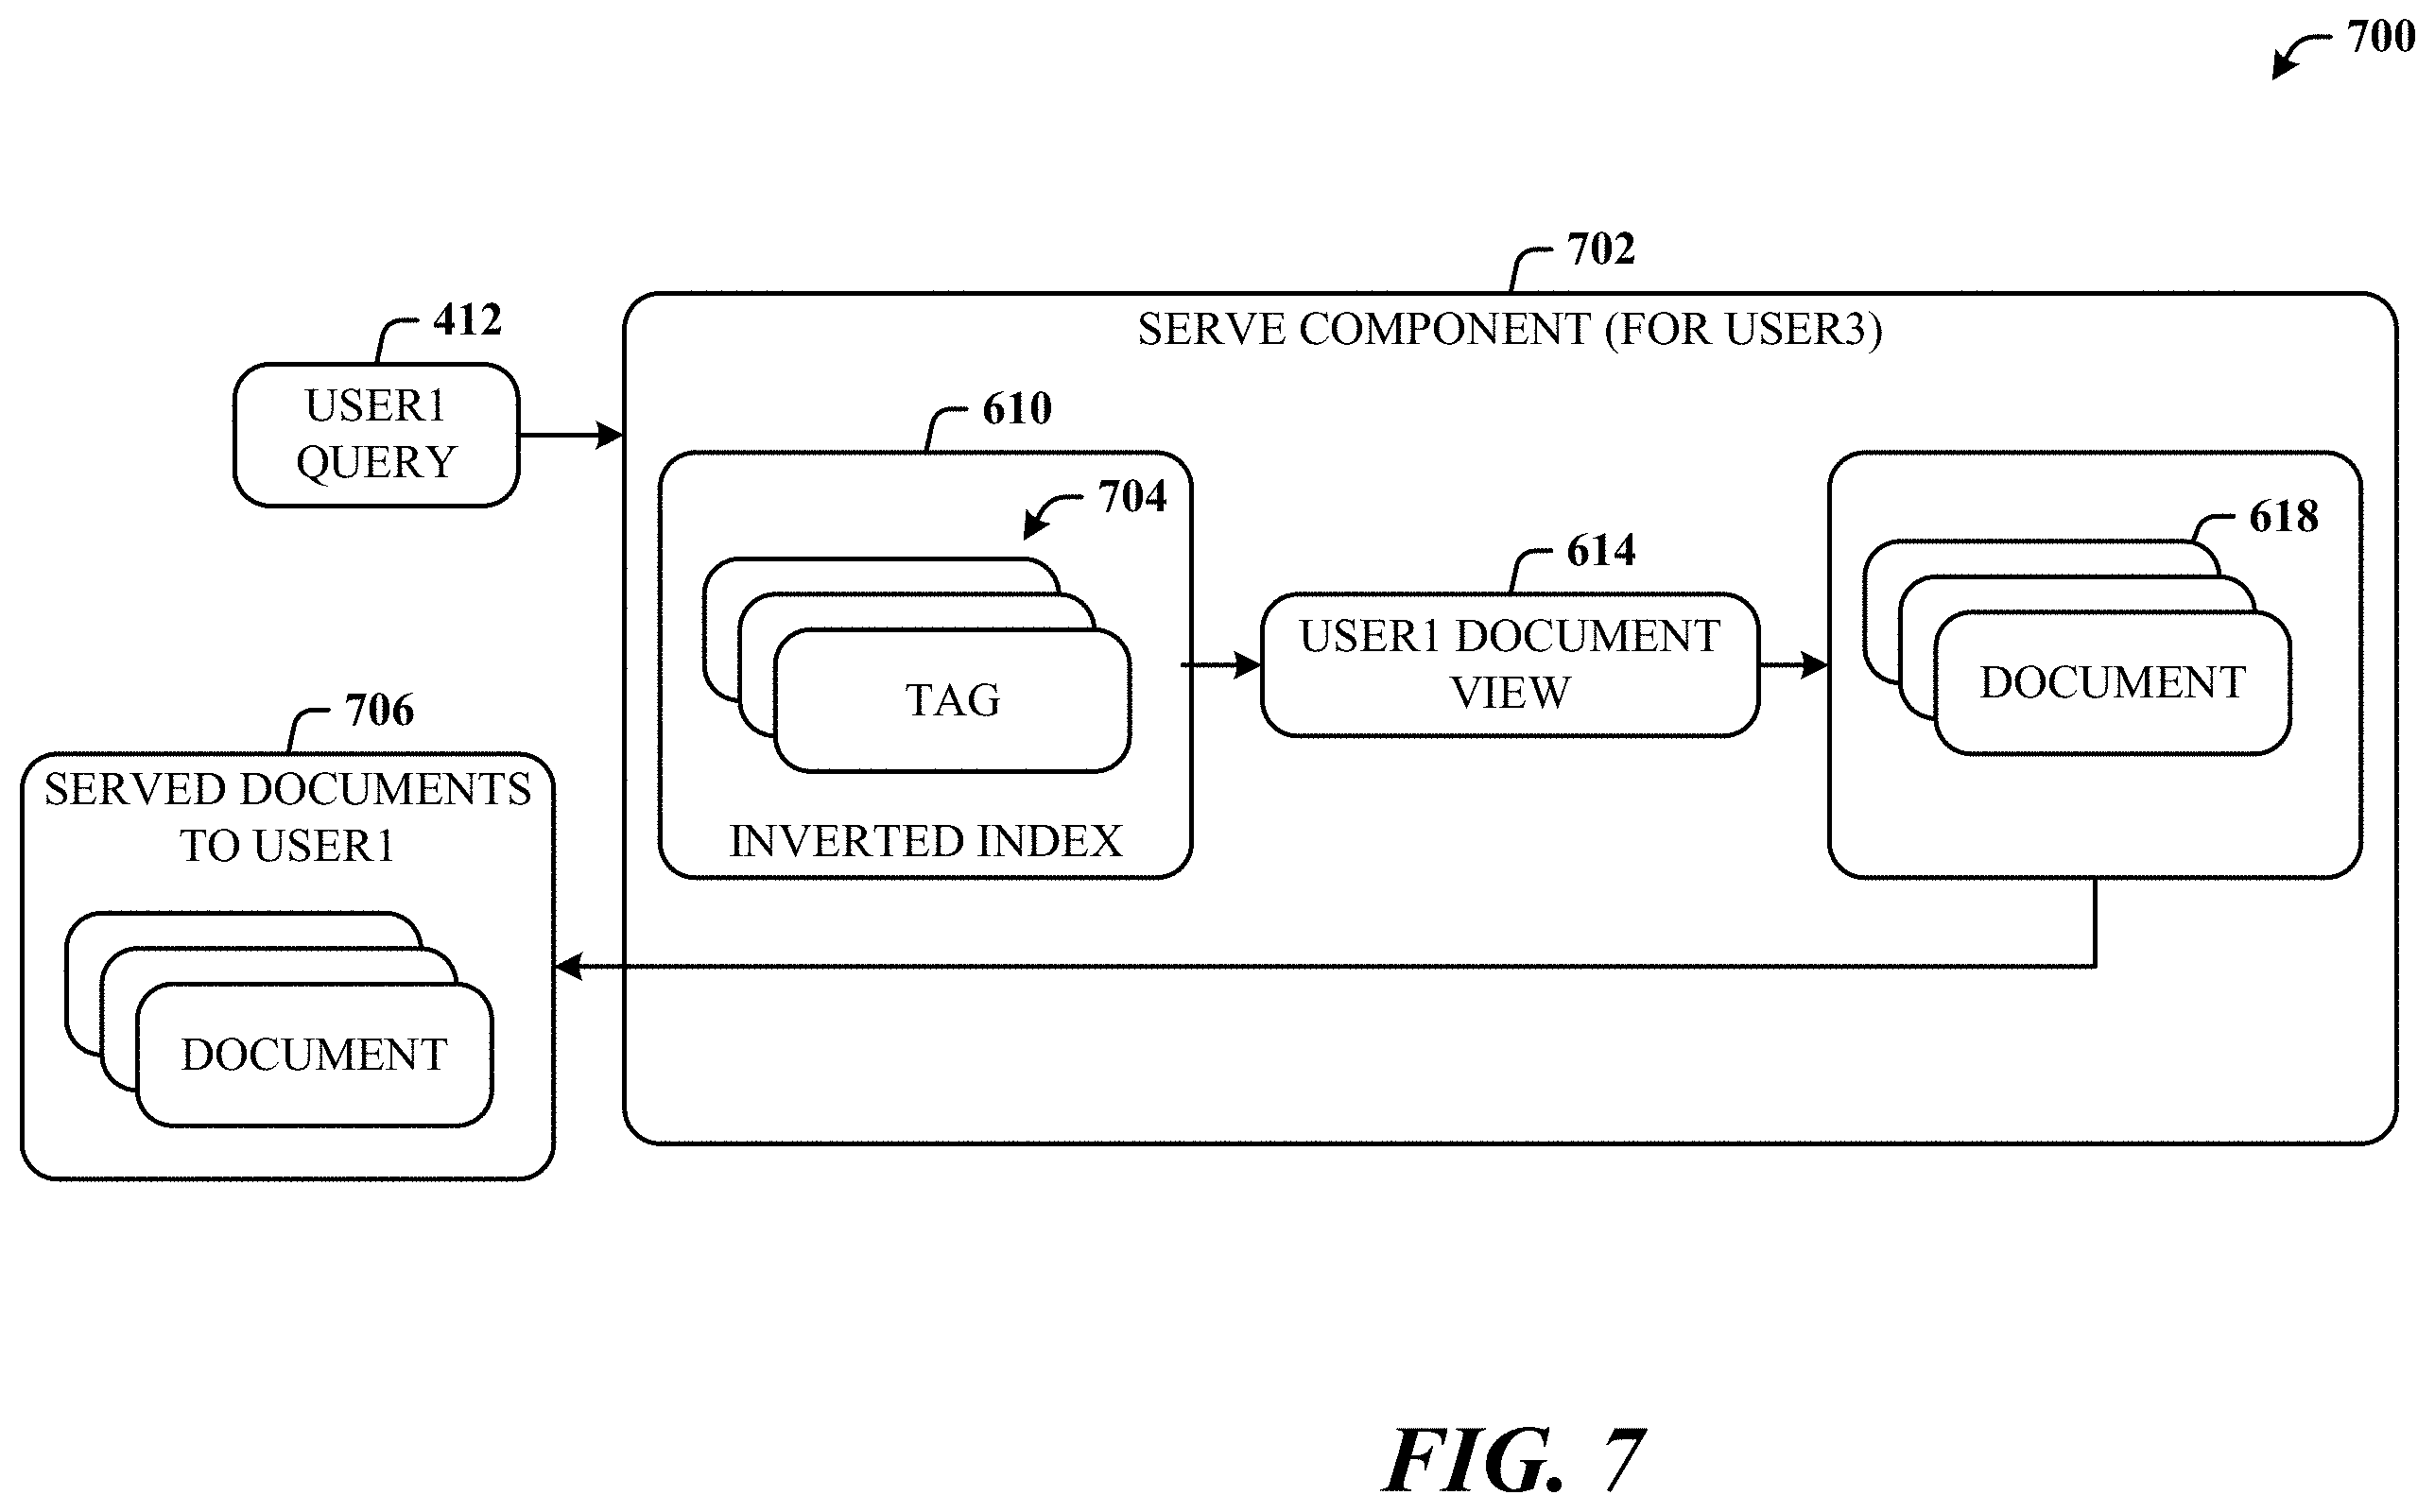 700
702
SERVE COMPONENT (FOR USER3)
412
USER1
QUERY
610
704
TAG
INVERTED INDEX
614
USER1 DOCUMENT
VIEW
618
DOCUMENT
706
SERVED DOCUMENTS
TO USER1
DOCUMENT
FIG. 7